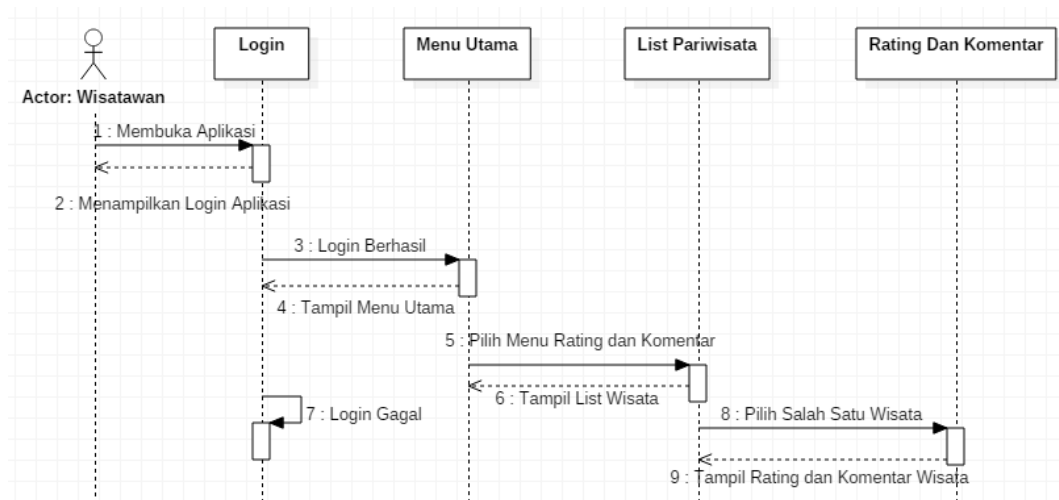 Login
Menu Utama
List Pariwisata
Rating Dan Komentar
Actor: Wisatawan
1 : Membuka Aplikasi
2 : Menampilkan Login Aplikasi
3 : Login Berhasil
4 : Tampil Menu Utama
5 : Pilih Menu Rating dan Komentar
6 : Tampil List Wisata
7 : Login Gagal
8 : Pilih Salah Satu Wisata
9 : Tampil Rating dan Komentar Wisata